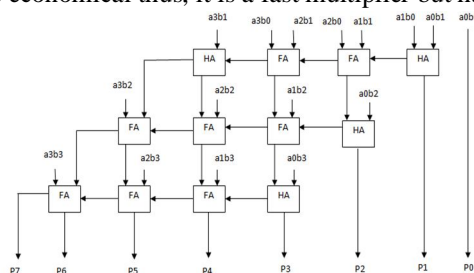 economical thus, it is a fast multiplier but
a3b1 a3b0 a2b1 a2b0 a1b1 a1b0 a0b1 a0b
HA FA FA HA
a3b2 a2b2 a1b2 a0b2
FA FA FA HA
a3b3 a2b3 a1b3 a0b3
FA FA FA HA
P7 P6 P5 P4 P3 P2 P1 P0